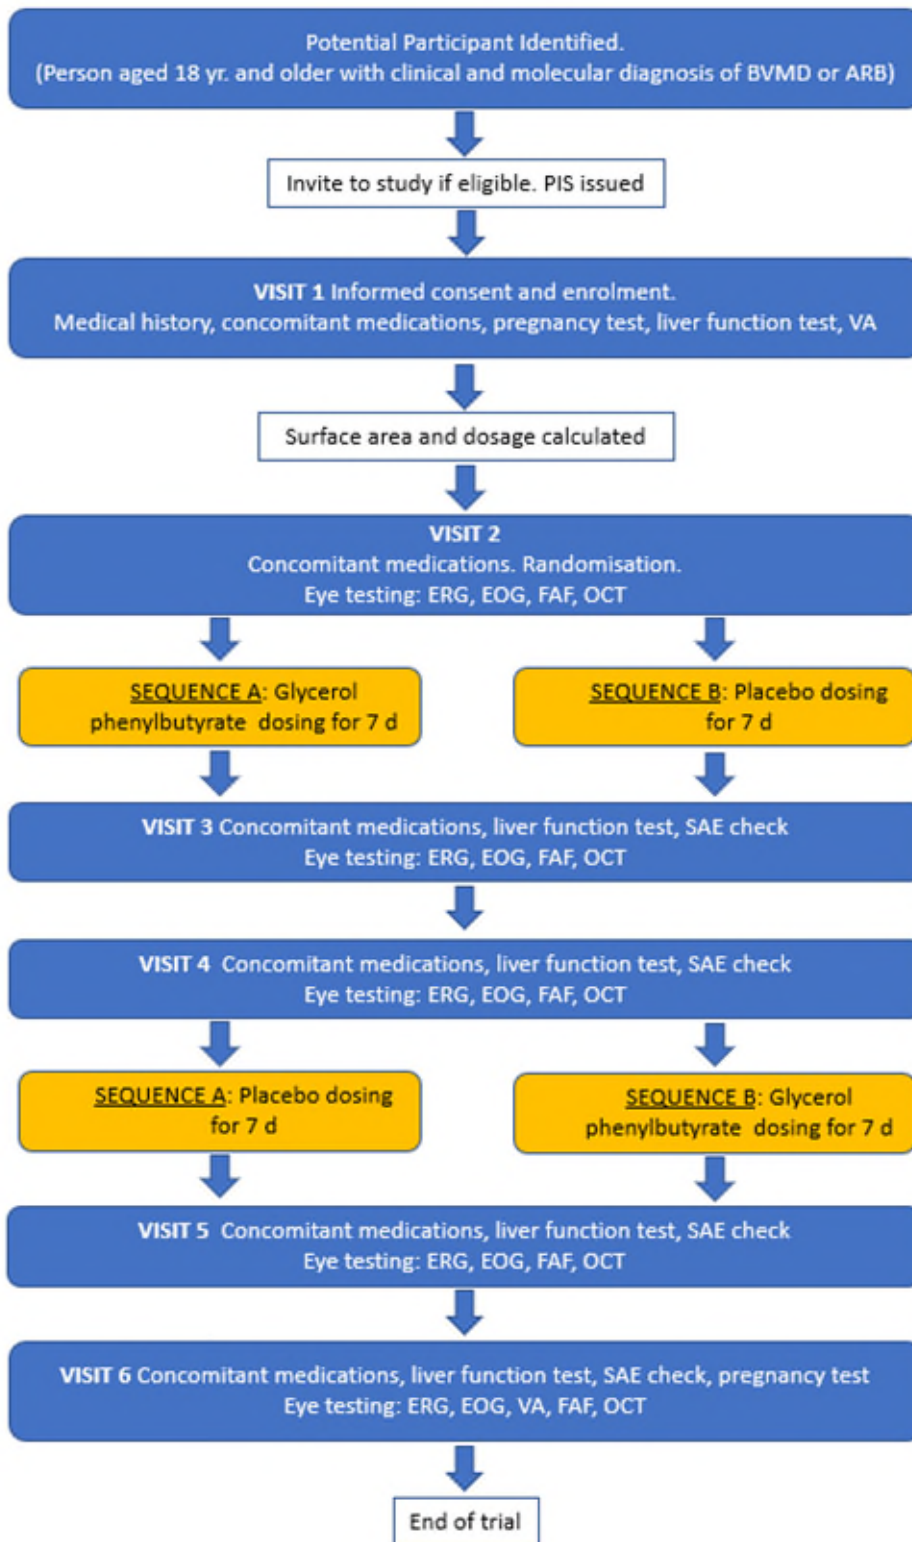 Potential Participant Identified.
(Person aged 18 yr. and older with clinical and molecular diagnosis of BVMD or ARB)
Invite to study if eligible. PIS issued
VISIT 1 Informed consent and enrolment.
Medical history, concomitant medications, pregnancy test, liver function test, VA
Surface area and dosage calculated
VISIT 2
Concomitant medications. Randomisation.
Eye testing: ERG, EOG, FAF, OCT
SEQUENCE A: Glycerol
phenylbutyrate dosing for 7 d
SEQUENCE B: Placebo dosing
for 7 d
VISIT 3 Concomitant medications, liver function test, SAE check
Eye testing: ERG, EOG, FAF, OCT
VISIT 4 Concomitant medications, liver function test, SAE check
Eye testing: ERG, EOG, FAF, OCT
SEQUENCE A: Placebo dosing
for 7 d
SEQUENCE B: Glycerol
phenylbutyrate dosing for 7 d
VISIT 5 Concomitant medications, liver function test, SAE check
Eye testing: ERG, EOG, FAF, OCT
VISIT 6 Concomitant medications, liver function test, SAE check, pregnancy test
Eye testing: ERG, EOG, VA, FAF, OCT
End of trial